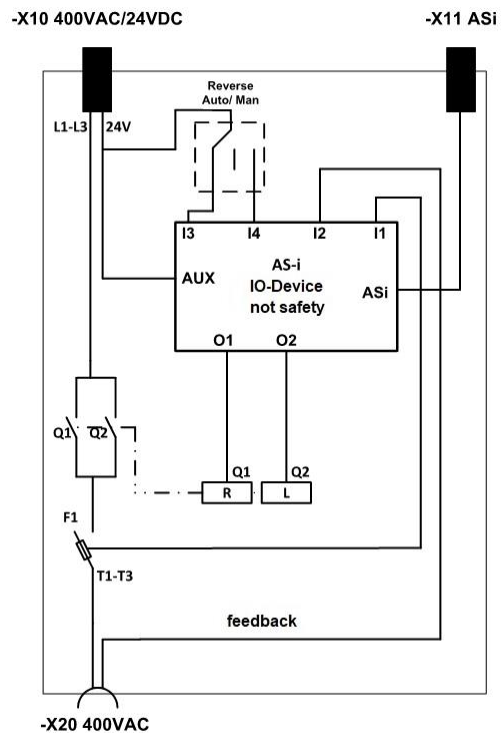 -X10 400VAC/24VDC
-X11 ASi
Reverse
Auto/ Man
L1-L3
24V
I3
I4
I2
I1
AS-i
IO-Device
not safety
AUX
ASi
O1
O2
Q1
Q2
Q1
Q2
R
L
F1
T1-T3
feedback
-X20 400VAC